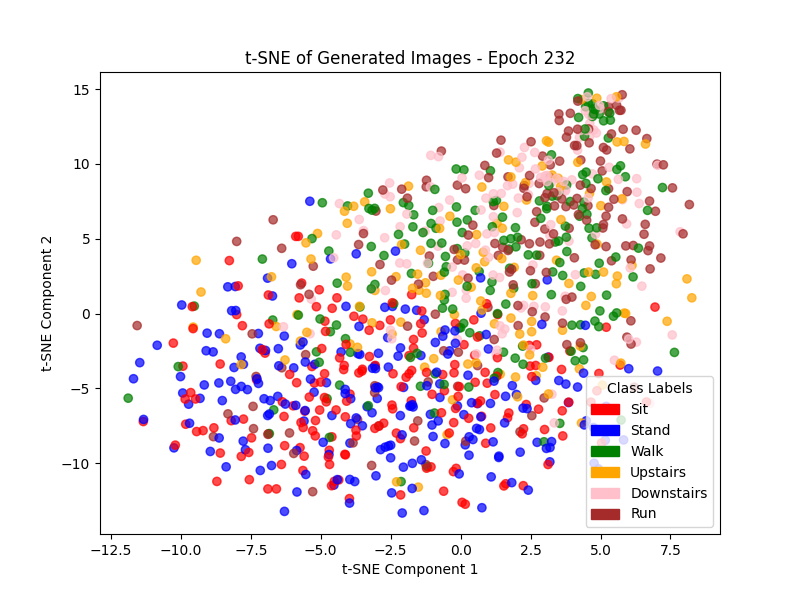 t-SNE of Generated Images - Epoch 232
15
10
5
0
−5
−10
t-SNE Component 2
−12.5 −10.0 −7.5 −5.0 −2.5 0.0 2.5 5.0 7.5
t-SNE Component 1
Class Labels
Sit
Stand
Walk
Upstairs
Downstairs
Run